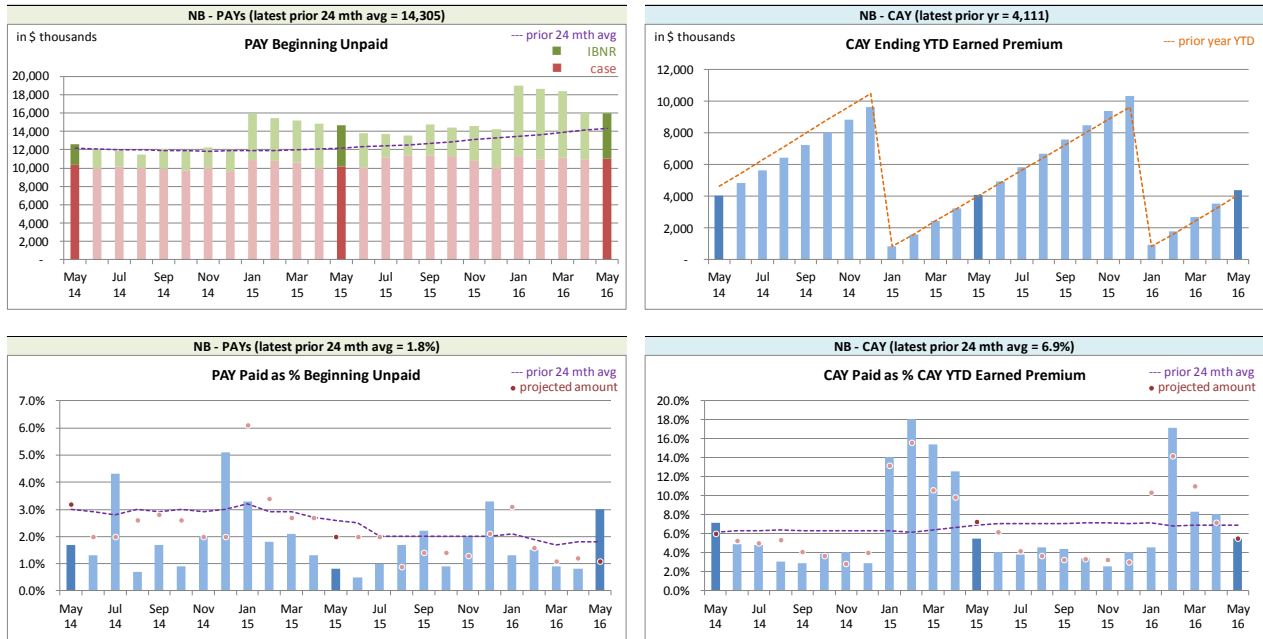 NB - PAYs (latest prior 24 mth avg = 14,305)
in $ thousands
PAY Beginning Unpaid
--- prior 24 mth avg
IBNR
case
20,000
18,000
16,000
14,000
12,000
10,000
8,000
6,000
4,000
2,000
-
May Jul Sep Nov Jan Mar May Jul Sep Nov Jan Mar May
14 14 14 14 15 15 15 15 15 15 16 16 16
NB - CAY (latest prior yr = 4,111)
in $ thousands
CAY Ending YTD Earned Premium
--- prior year YTD
12,000
10,000
8,000
6,000
4,000
2,000
-
May Jul Sep Nov Jan Mar May Jul Sep Nov Jan Mar May
14 14 14 14 15 15 15 15 15 15 16 16 16
NB - PAYs (latest prior 24 mth avg = 1.8%)
PAY Paid as % Beginning Unpaid
--- prior 24 mth avg
projected amount
7.0%
6.0%
5.0%
4.0%
3.0%
2.0%
1.0%
0.0%
May Jul Sep Nov Jan Mar May Jul Sep Nov Jan Mar May
14 14 14 14 15 15 15 15 15 15 16 16 16
NB - CAY (latest prior 24 mth avg = 6.9%)
CAY Paid as % CAY YTD Earned Premium
--- prior 24 mth avg
projected amount
20.0%
18.0%
16.0%
14.0%
12.0%
10.0%
8.0%
6.0%
4.0%
2.0%
0.0%
May Jul Sep Nov Jan Mar May Jul Sep Nov Jan Mar May
14 14 14 14 15 15 15 15 15 15 16 16 16